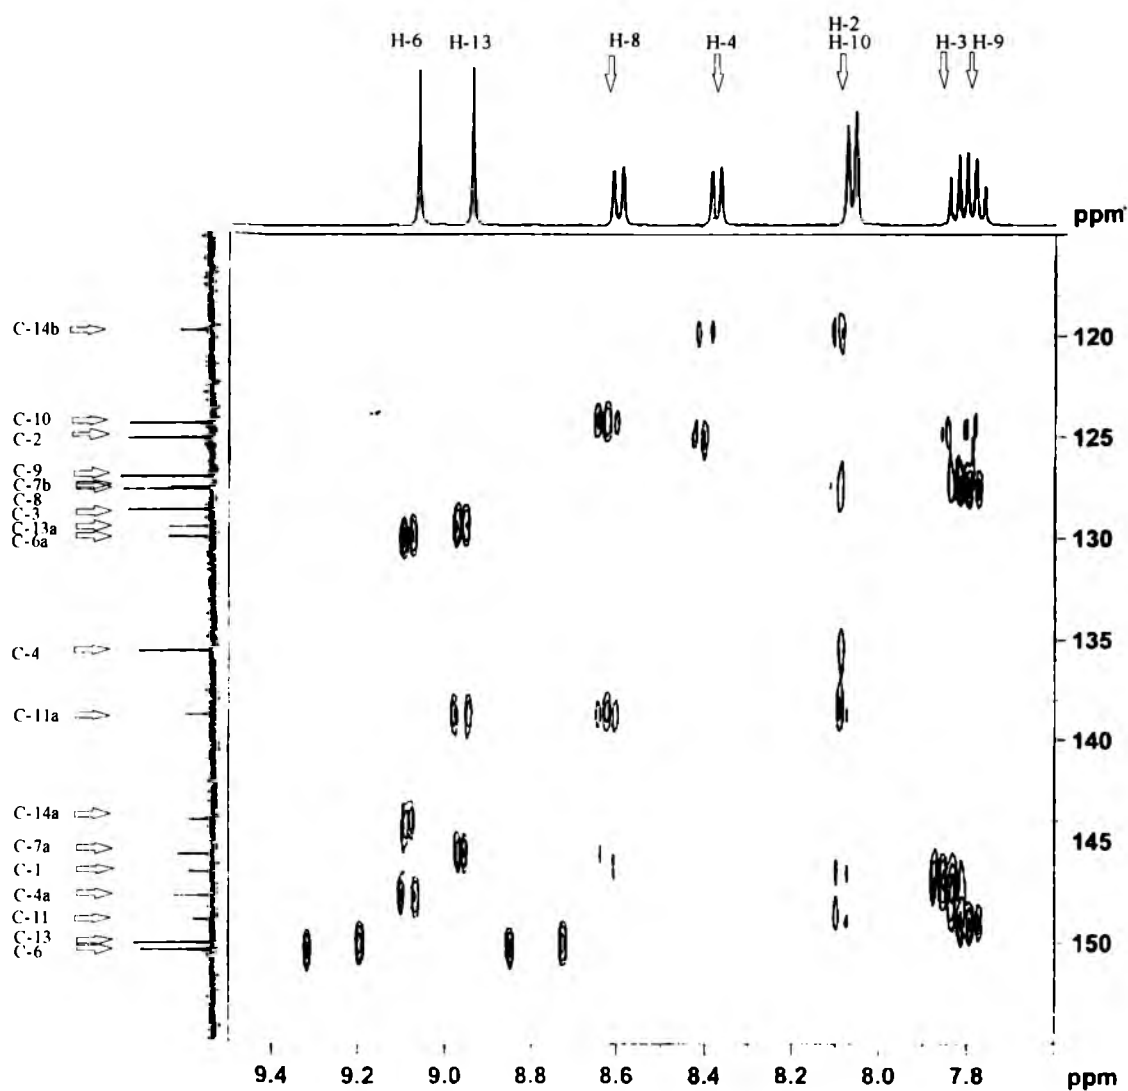 H-2
H-6 H-13 H-8 H-4 H-10 H-3 H-9
ppm
C-14b
120
C-10
C-2
125
C-9
C-7b
C-8
C-3
C-13a
C-6a
130
C-4
135
C-11a
140
C-14a
C-7a
C-1
C-4a
C-11
C-13
C-6
150
145
9.4 9.2 9.0 8.8 8.6 8.4 8.2 8.0 7.8 ppm